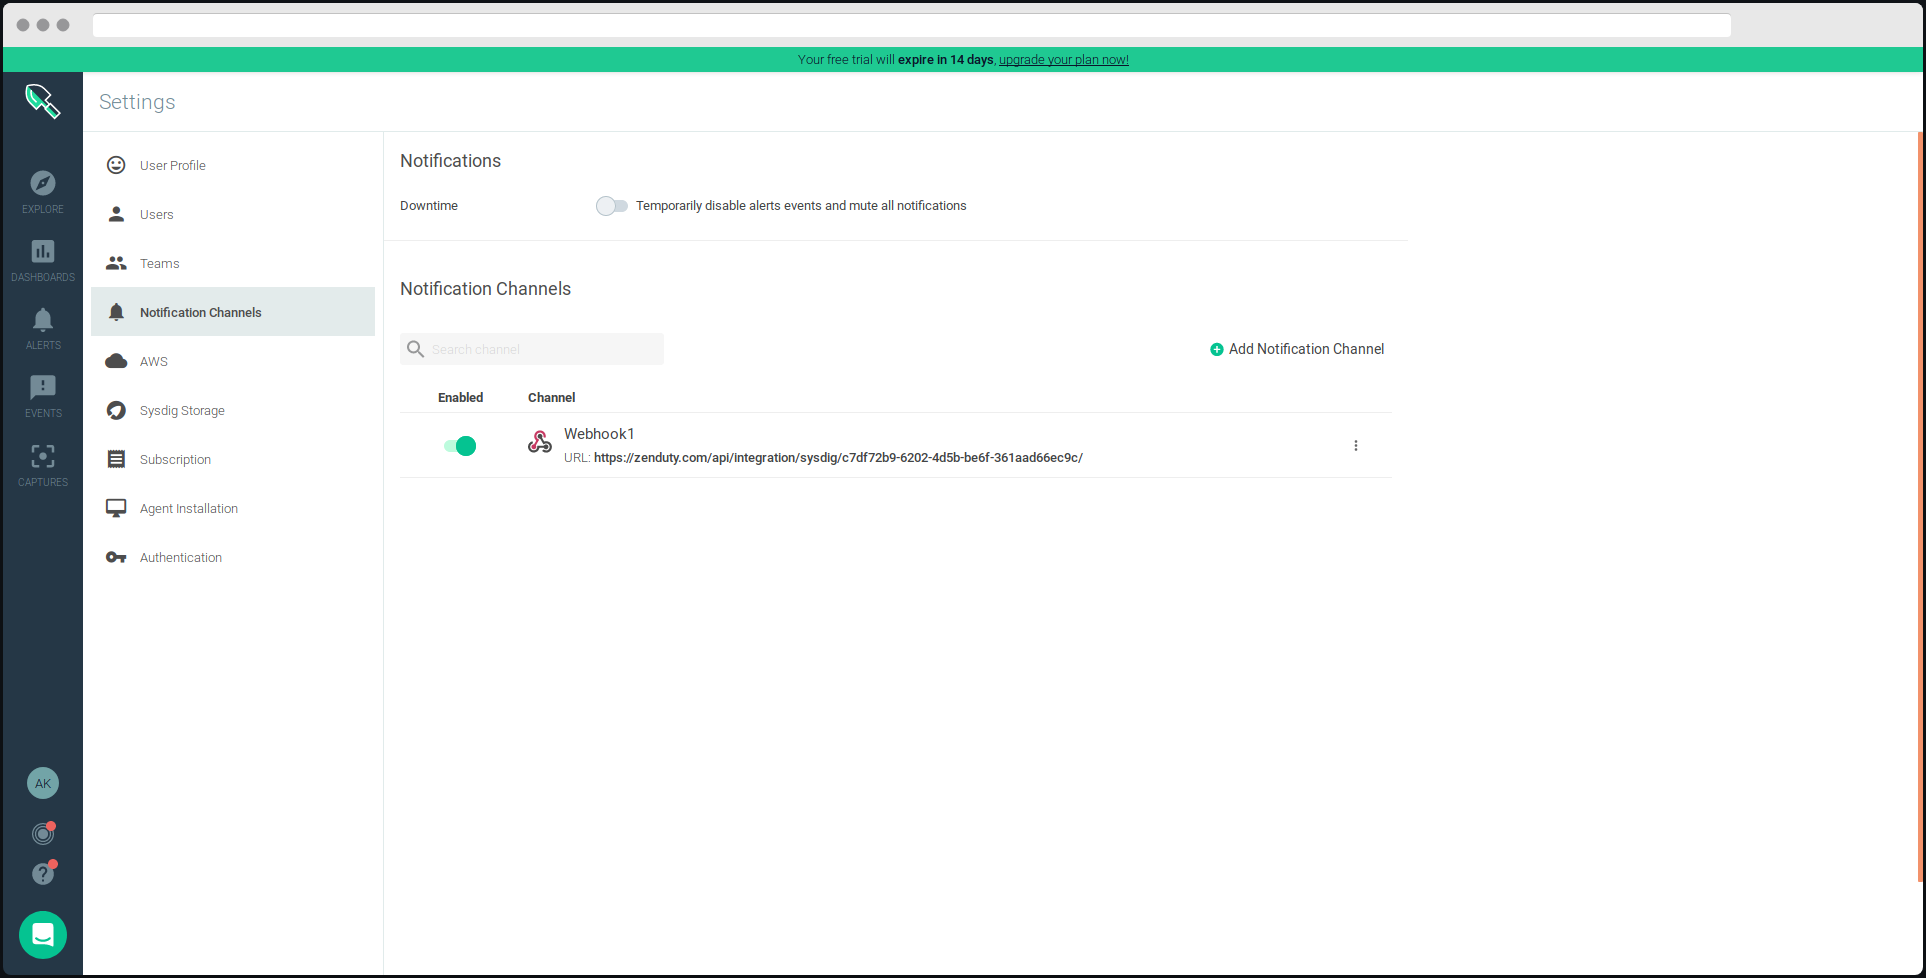 Your free trial will expire in 14 days, upgrade your plan now!
Settings
EXPLORE
DASHBOARDS
ALERTS
EVENTS
CAPTURES
AK
User Profile
Users
Teams
Notification Channels
AWS
Sysdig Storage
Subscription
Agent Installation
Authentication
Notifications
Downtime
Temporarily disable alerts events and mute all notifications
Notification Channels
Search channel
Add Notification Channel
Enabled Channel
Webhook1
URL: https://zenduty.com/api/integration/sysdig/c7df72b9-6202-4d5b-be6f-361aad66ec9c/